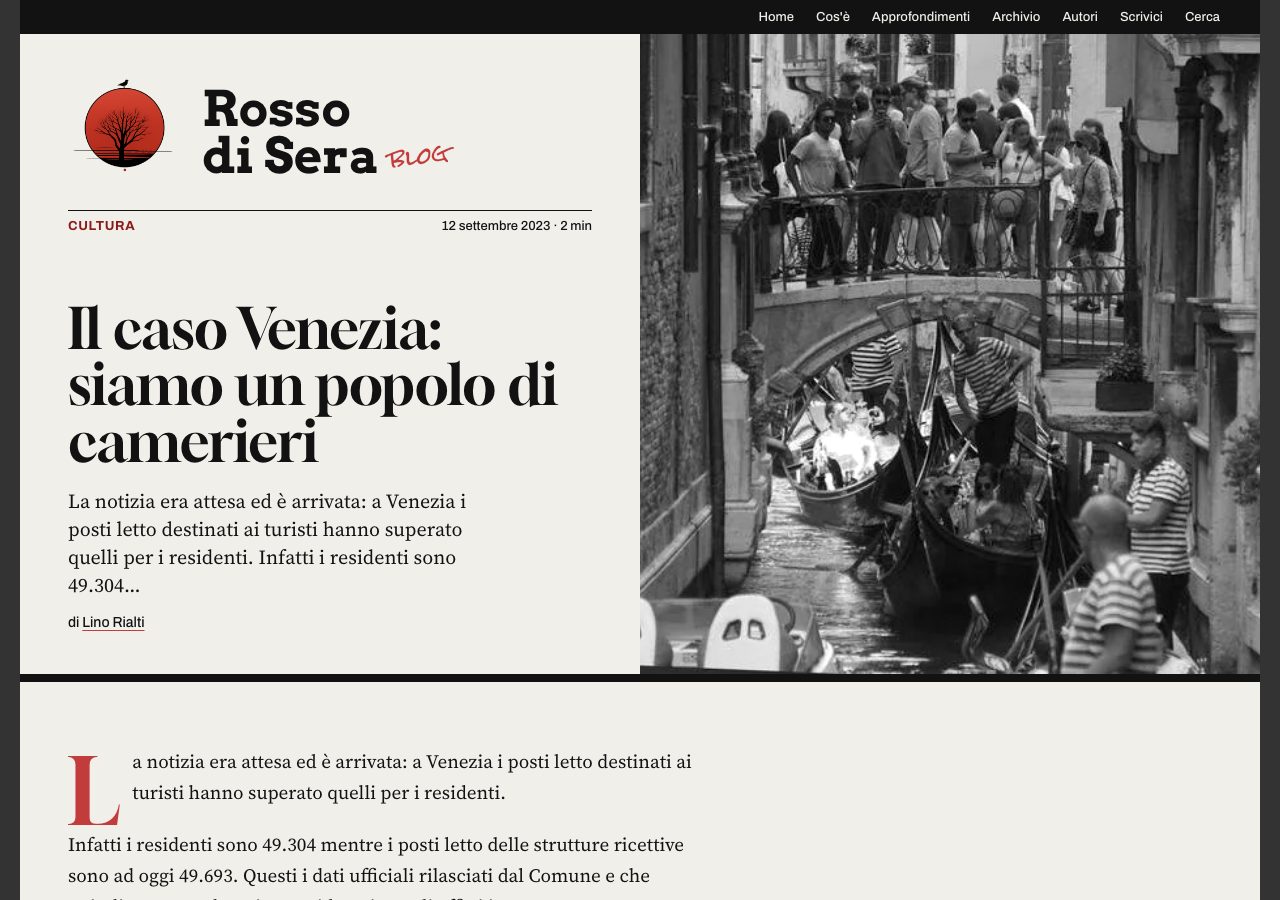 Home Cos'è Approfondimenti Archivio Autori Scrivici Cerca
Rosso
di Sera BLOG
CULTURA 12 settembre 2023 · 2 min
Il caso Venezia:
siamo un popolo di
camerieri
La notizia era attesa ed è arrivata: a Venezia i
posti letto destinati ai turisti hanno superato
quelli per i residenti. Infatti i residenti sono
49.304...
di Lino Rialti
La notizia era attesa ed è arrivata: a Venezia i posti letto destinati ai
turisti hanno superato quelli per i residenti.
Infatti i residenti sono 49.304 mentre i posti letto delle strutture ricettive
sono ad oggi 49.693. Questi i dati ufficiali rilasciati dal Comune e che